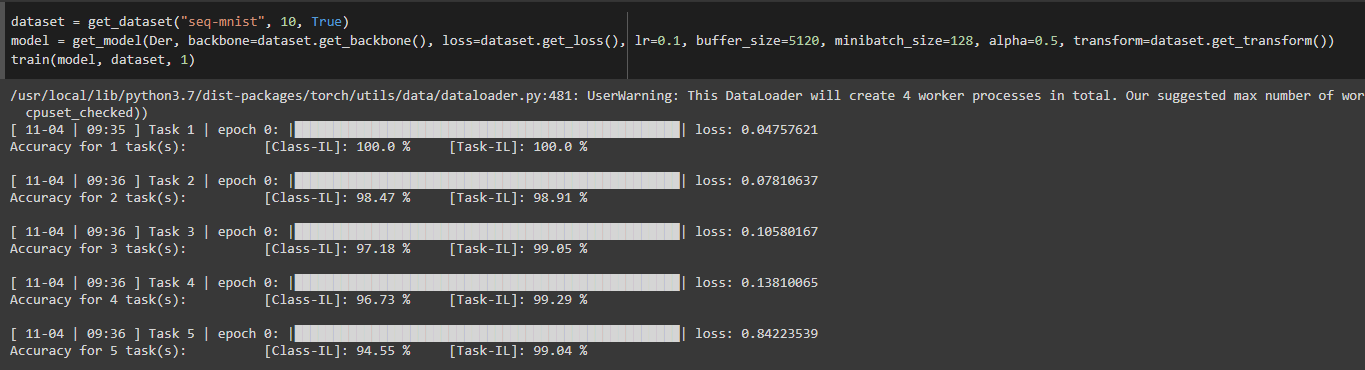 dataset = get_dataset("seq-mnist", 10, True)
model = get_model(Der, backbone=dataset.get_backbone(), loss=dataset.get_loss(), lr=0.1, buffer_size=5120, minibatch_size=128, alpha=0.5, transform=dataset.get_transform())
train(model, dataset, 1)
/usr/local/lib/python3.7/dist-packages/torch/utils/data/dataloader.py:481: UserWarning: This DataLoader will create 4 worker processes in total. Our suggested max number of wor
cpuset_checked))
[ 11-04 | 09:35 ] Task 1 | epoch 0: | | loss: 0.04757621
Accuracy for 1 task(s): [Class-IL]: 100.0 % [Task-IL]: 100.0 %
[ 11-04 | 09:36 ] Task 2 | epoch 0: | | loss: 0.07810637
Accuracy for 2 task(s): [Class-IL]: 98.47 % [Task-IL]: 98.91 %
[ 11-04 | 09:36 ] Task 3 | epoch 0: | | loss: 0.10580167
Accuracy for 3 task(s): [Class-IL]: 97.18 % [Task-IL]: 99.05 %
[ 11-04 | 09:36 ] Task 4 | epoch 0: | | loss: 0.13810065
Accuracy for 4 task(s): [Class-IL]: 96.73 % [Task-IL]: 99.29 %
[ 11-04 | 09:36 ] Task 5 | epoch 0: | | loss: 0.84223539
Accuracy for 5 task(s): [Class-IL]: 94.55 % [Task-IL]: 99.04 %